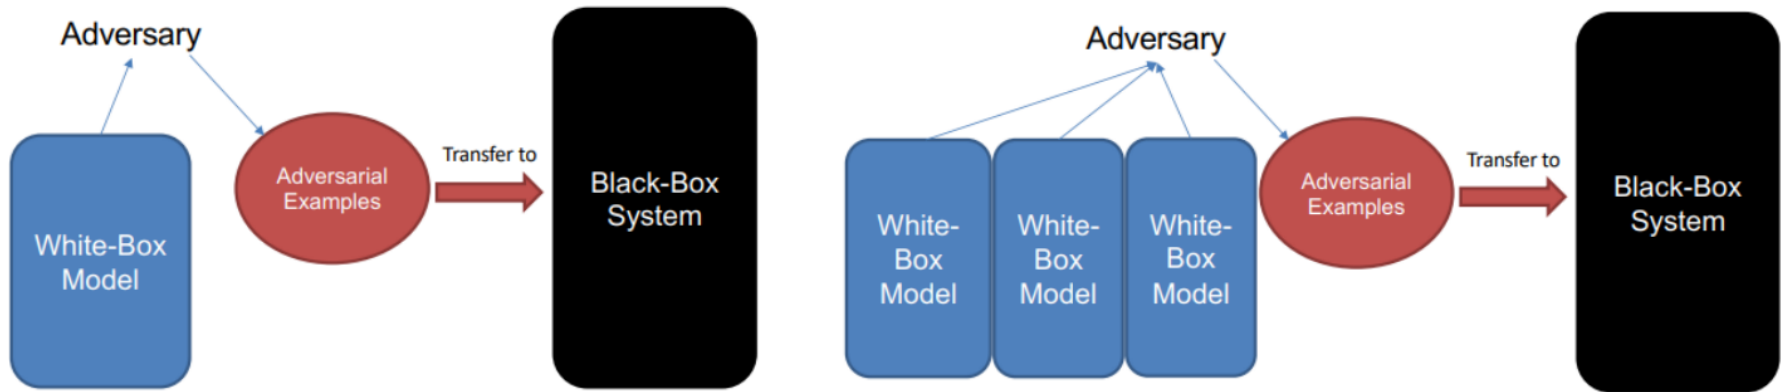 Adversary
Adversarial
Examples
Transfer to
Black-Box
System
White-Box
Model
Adversary
White-
Box
Model
White-
Box
Model
White-
Box
Model
Adversarial
Examples
Transfer to
Black-Box
System